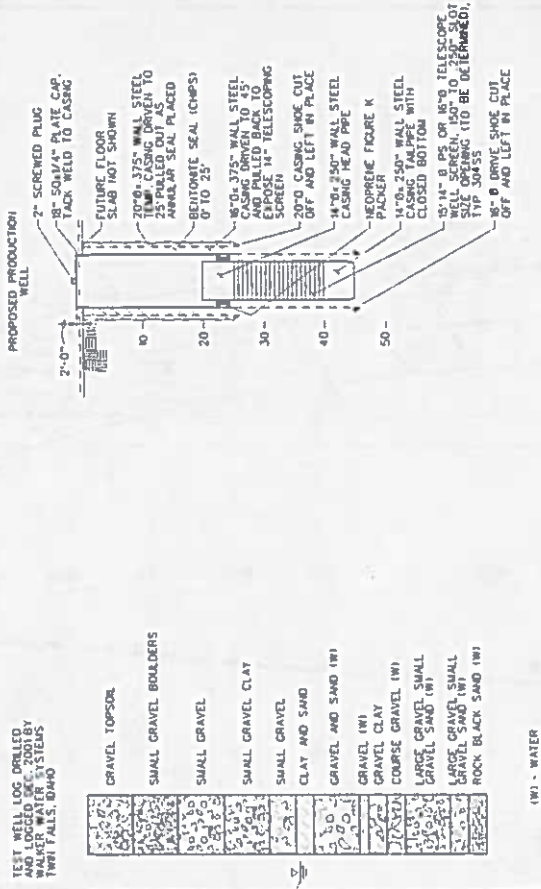 TEST WELL LOG DRILLED
AND LOGGED DEC. 2001 BY
WALKER WATER SYSTEMS
TWIN FALLS, IDAHO
GRAVEL TOPSOIL
SMALL GRAVEL BOULDERS
SMALL GRAVEL
SMALL GRAVEL CLAY
SMALL GRAVEL
CLAY AND SAND
GRAVEL AND SAND (W)
GRAVEL (W)
GRAVEL CLAY
COURSE GRAVEL (W)
LARGE GRAVEL SMALL
GRAVEL SAND (W)
LARGE GRAVEL SMALL
GRAVEL SAND (W)
ROCK BLACK SAND (W)
(W) - WATER
PROPOSED PRODUCTION
WELL
2'-0"
10
20
30
40
50
2" SCREWED PLUG
18" SQ.x1/4" PLATE CAP,
TACK WELD TO CASING
FUTURE FLOOR
SLAB NOT SHOWN
20"Øx.375" WALL STEEL
TEMP. CASING DRIVEN TO
25' PULLED OUT AS
ANNULAR SEAL PLACED
BENTONITE SEAL (CHIPS)
0' TO 25'
16"Øx.375" WALL STEEL
CASING DRIVEN TO 45'
AND PULLED BACK TO
EXPOSE 14" TELESCOPING
SCREEN
20"Ø CASING SHOE CUT
OFF AND LEFT IN PLACE
14"Øx.250" WALL STEEL
CASING HEAD PIPE
NEOPRENE FIGURE K
PACKER
14"Øx.250" WALL STEEL
CASING TAILPIPE WITH
CLOSED BOTTOM
15' 14" Ø PS OR 16"Ø TELESCOPE
WELL SCREEN, .150" TO .250" SLOT
SIZE OPENING (TO BE DETERMINED),
TYP 304SS
16" Ø DRIVE SHOE CUT
OFF AND LEFT IN PLACE